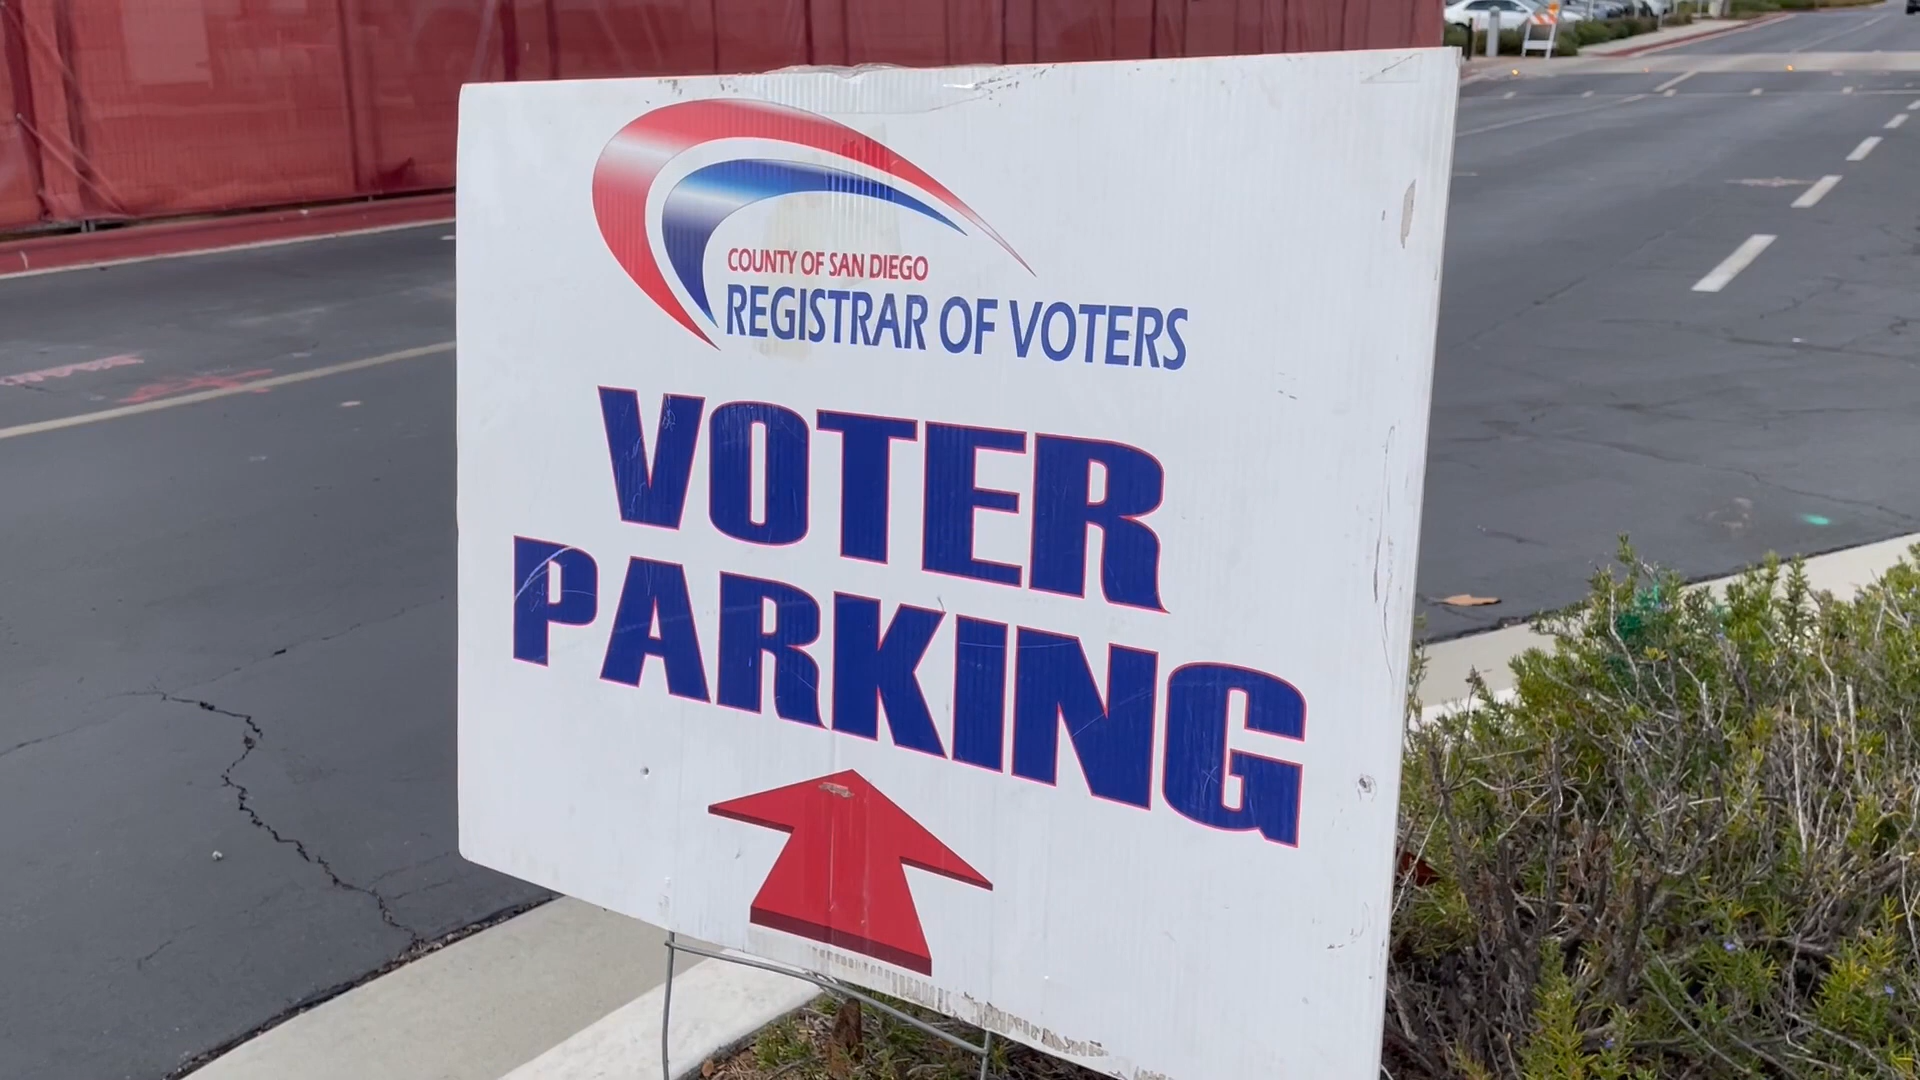 COUNTY OF SAN DIEGO
REGISTRAR OF VOTERS
VOTER
PARKING